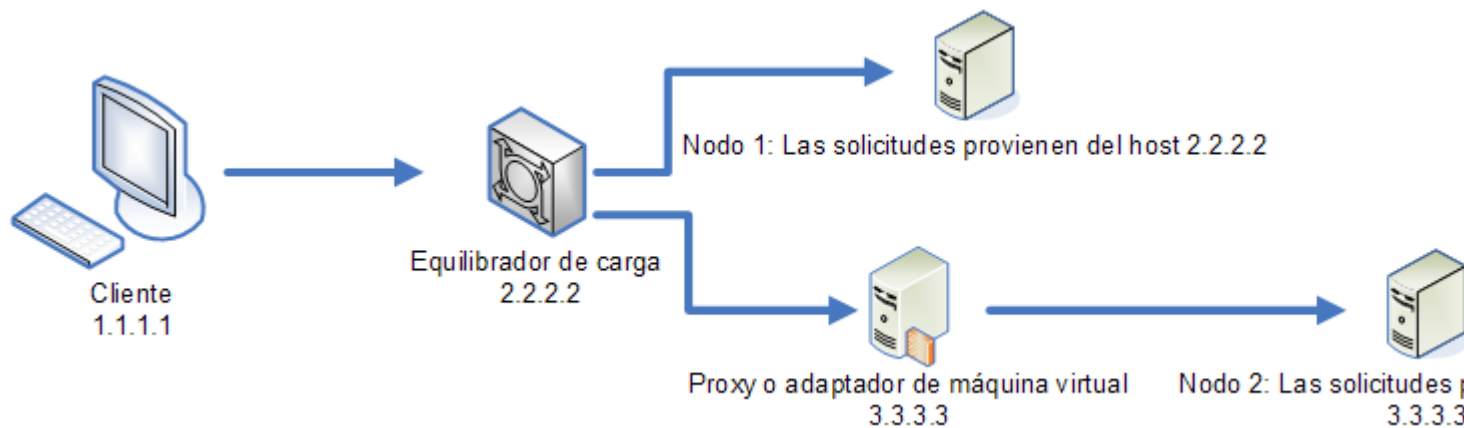 Nodo 1: Las solicitudes provienen del host 2.2.2.2
Equilibrador de carga
2.2.2.2
Cliente
1.1.1.1
Proxy o adaptador de máquina virtual
3.3.3.3
Nodo 2: Las solicitudes
3.3.3.3